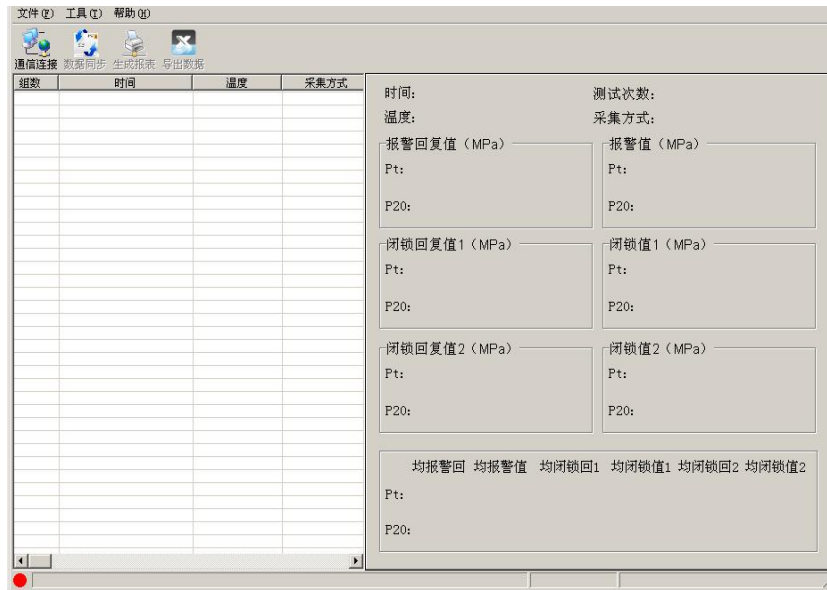 文件(F) 工具(T) 帮助(H)
通信连接 数据同步 生成报表 导出数据
组数 时间 温度 采集方式
时间: 测试次数:
温度: 采集方式:
报警回复值（MPa） 报警值（MPa）
Pt: Pt:
P20: P20:
闭锁回复值1（MPa） 闭锁值1（MPa）
Pt: Pt:
P20: P20:
闭锁回复值2（MPa） 闭锁值2（MPa）
Pt: Pt:
P20: P20:
均报警回 均报警值 均闭锁回1 均闭锁值1 均闭锁回2 均闭锁值2
Pt:
P20: